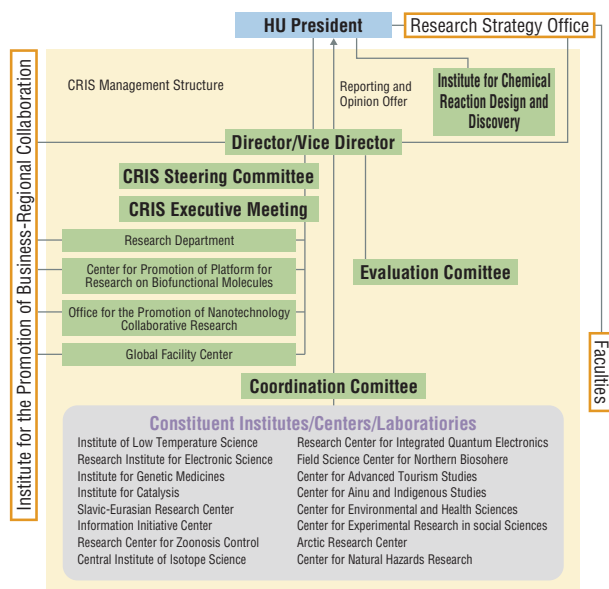 HU President
Research Strategy Office
CRIS Management Structure
Reporting and
Opinion Offer
Institute for Chemical
Reaction Design and
Discovery
Director/Vice Director
CRIS Steering Committee
CRIS Executive Meeting
Research Department
Center for Promotion of Platform for
Research on Biofunctional Molecules
Office for the Promotion of Nanotechnology
Collaborative Research
Global Facility Center
Evaluation Comittee
Coordination Comittee
Institute for the Promotion of Business-Regional Collaboration
Faculties
Constituent Institutes/Centers/Laboratiories
Institute of Low Temperature Science
Research Institute for Electronic Science
Institute for Genetic Medicines
Institute for Catalysis
Slavic-Eurasian Research Center
Information Initiative Center
Research Center for Zoonosis Control
Central Institute of Isotope Science
Research Center for Integrated Quantum Electronics
Field Science Center for Northern Biosohere
Center for Advanced Tourism Studies
Center for Ainu and Indigenous Studies
Center for Environmental and Health Sciences
Center for Experimental Research in social Sciences
Arctic Research Center
Center for Natural Hazards Research